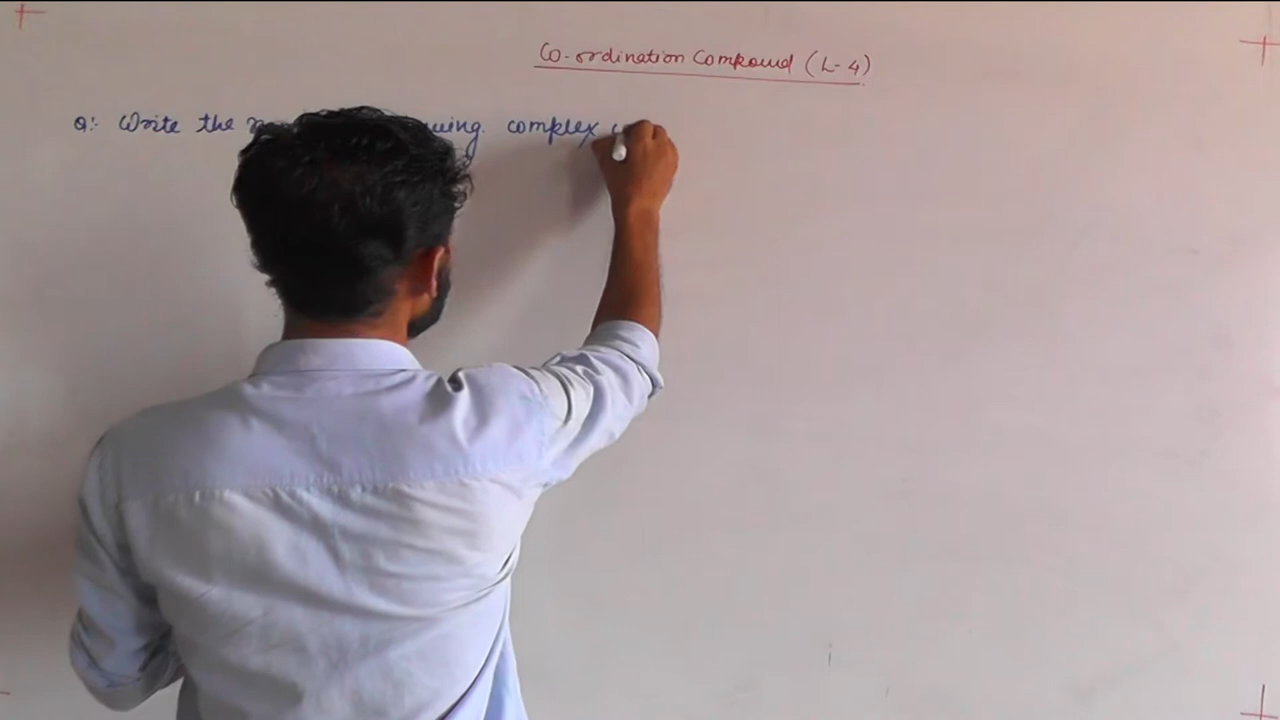 Co-ordination Compound (L-4)
Q:- Write the complex